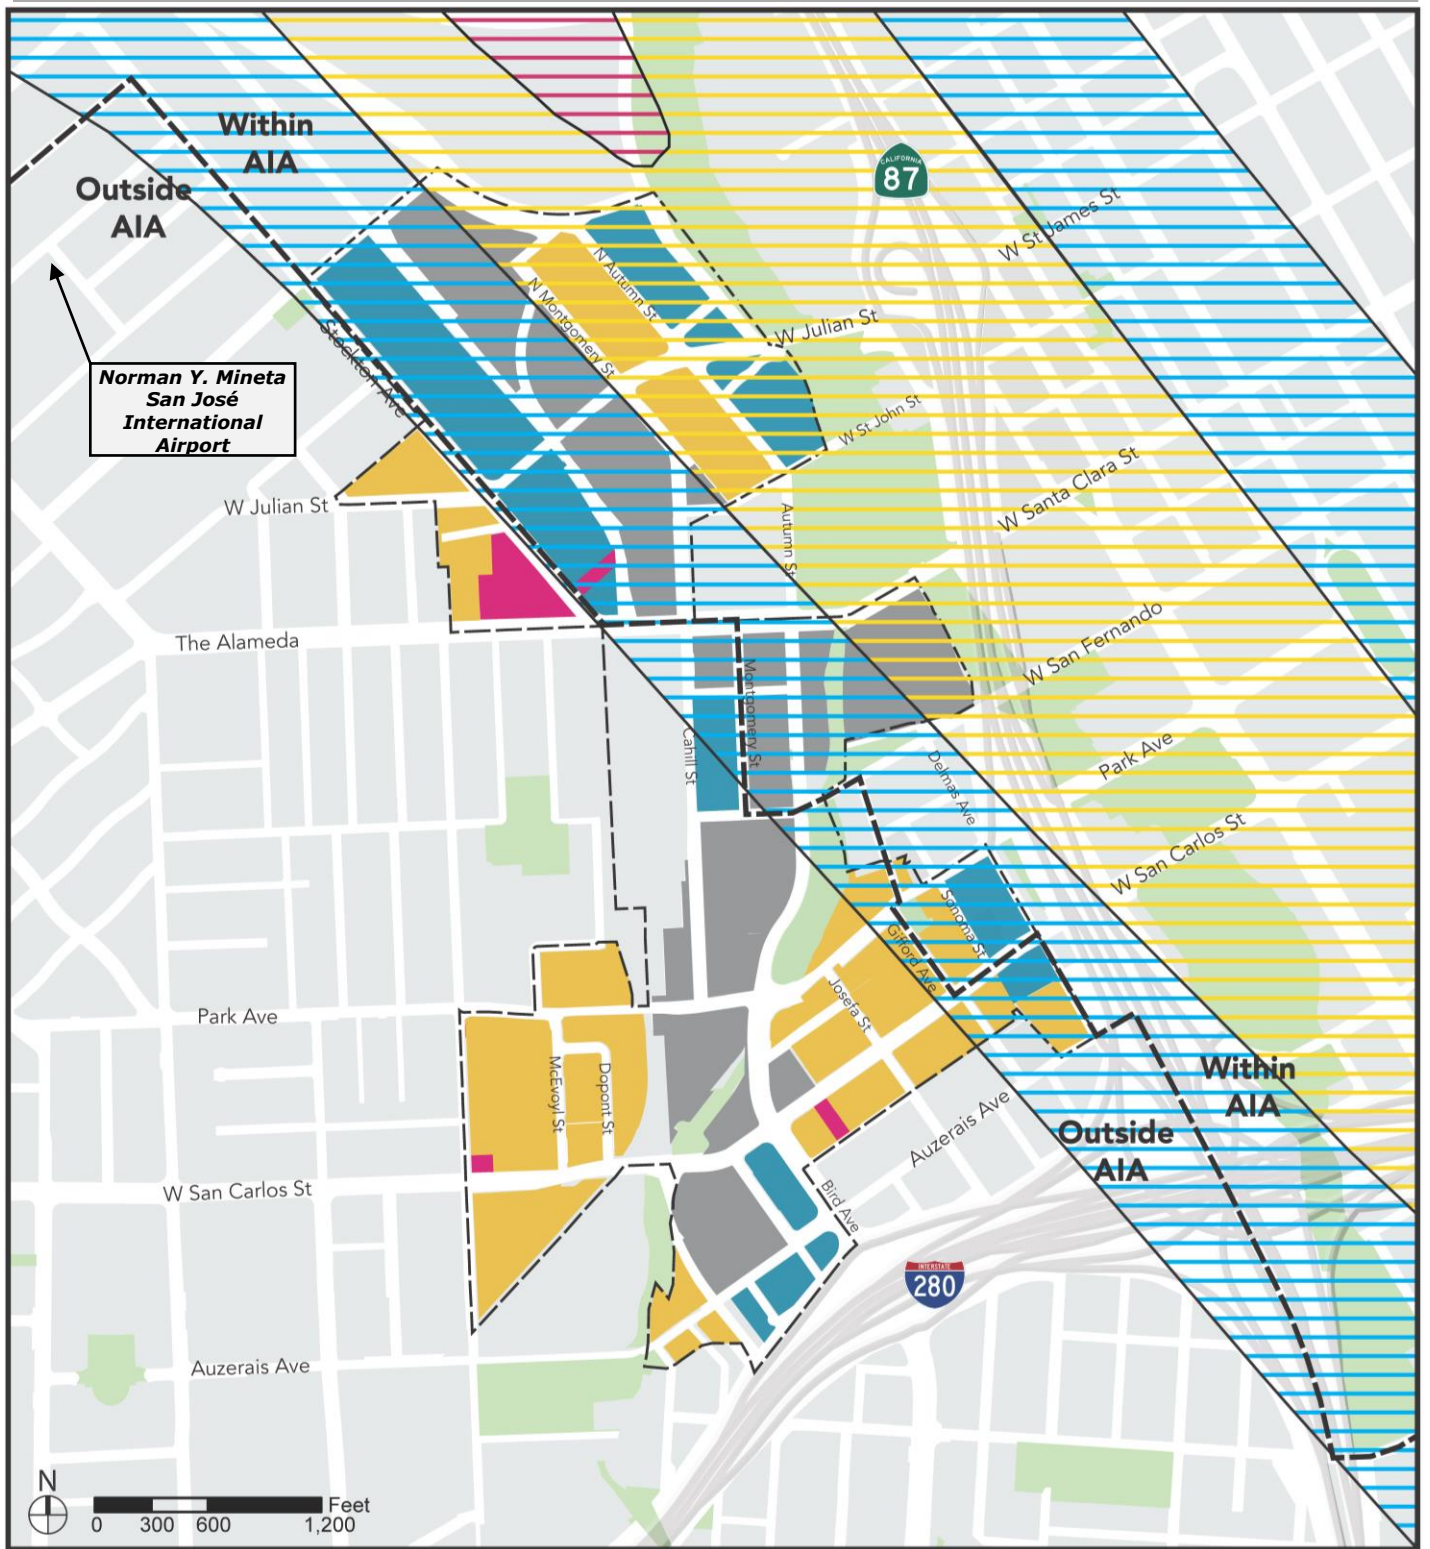 Within
AIA
Outside
AIA
CALIFORNIA
87
W St James St
N Autumn St
N Montgomery St
W Julian St
Stockton Ave
Norman Y. Mineta
San José
International
Airport
W St John St
W Santa Clara St
W Julian St
Autumn St
W San Fernando
The Alameda
Montgomery St
Cahill St
Delmas Ave
Park Ave
W San Carlos St
N
Sonoma St
Gifford Ave
Josefa St
Park Ave
McEvoyl St
Dopont St
Within
AIA
Outside
AIA
Auzerais Ave
W San Carlos St
Bird Ave
INTERSTATE
280
Auzerais Ave
N
Feet
0 300 600 1,200